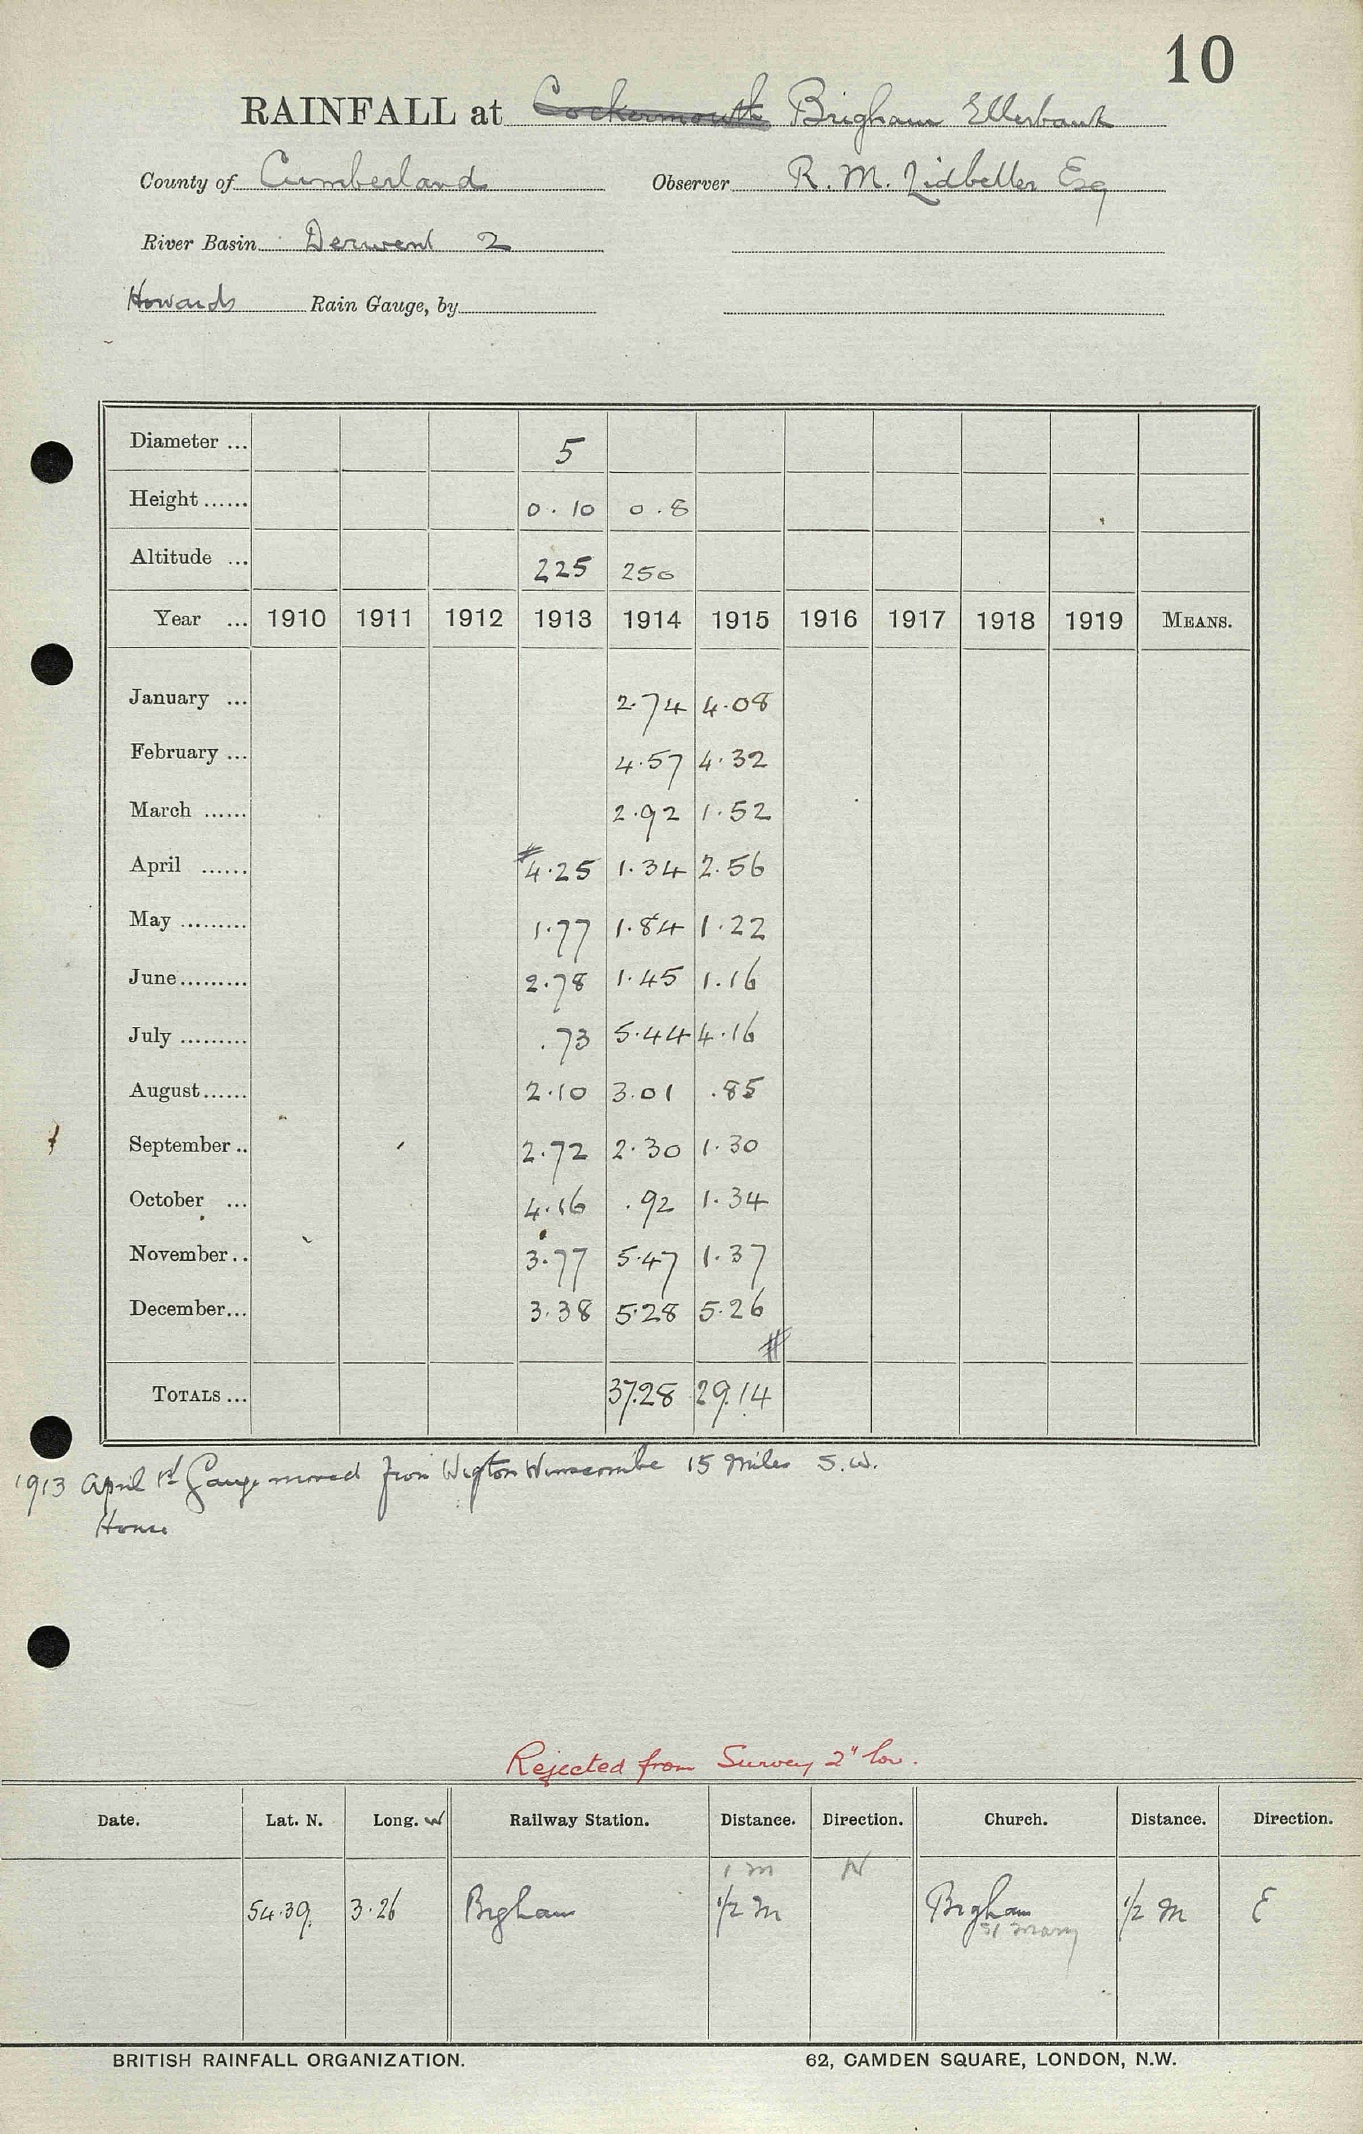 10
RAINFALL at Cockermouth Brigham Ellerbank
County of Cumberland Observer R. M. Lidbetter Esq
River Basin Derwent 2
Howards Rain Gauge, by
Diameter ... 5
Height ...... 0.10 0.8
Altitude ... 225 250
Year ... 1910 1911 1912 1913 1914 1915 1916 1917 1918 1919 MEANS.
January ... 2.74 4.08
February ... 4.57 4.32
March ...... 2.92 1.52
April ...... #4.25 1.34 2.56
May ......... 1.77 1.84 1.22
June ......... 2.78 1.45 1.16
July ......... .73 5.44 4.16
August ...... 2.10 3.01 .85
September .. 2.72 2.30 1.30
October ... 4.16 .92 1.34
November .. 3.77 5.47 1.37
December ... 3.38 5.28 5.26
#
TOTALS ... 37.28 29.14
1913 April 1st Gauge moved from Wigton Winscombe 15 miles S.W.
House
Rejected from Survey 2" low.
Date. Lat. N. Long. W Railway Station. Distance. Direction. Church. Distance. Direction.
1 m N
54.39 3.26 Brgham 1/2 m Brgham 1/2 m E
St Mary
BRITISH RAINFALL ORGANIZATION. 62, CAMDEN SQUARE, LONDON, N.W.